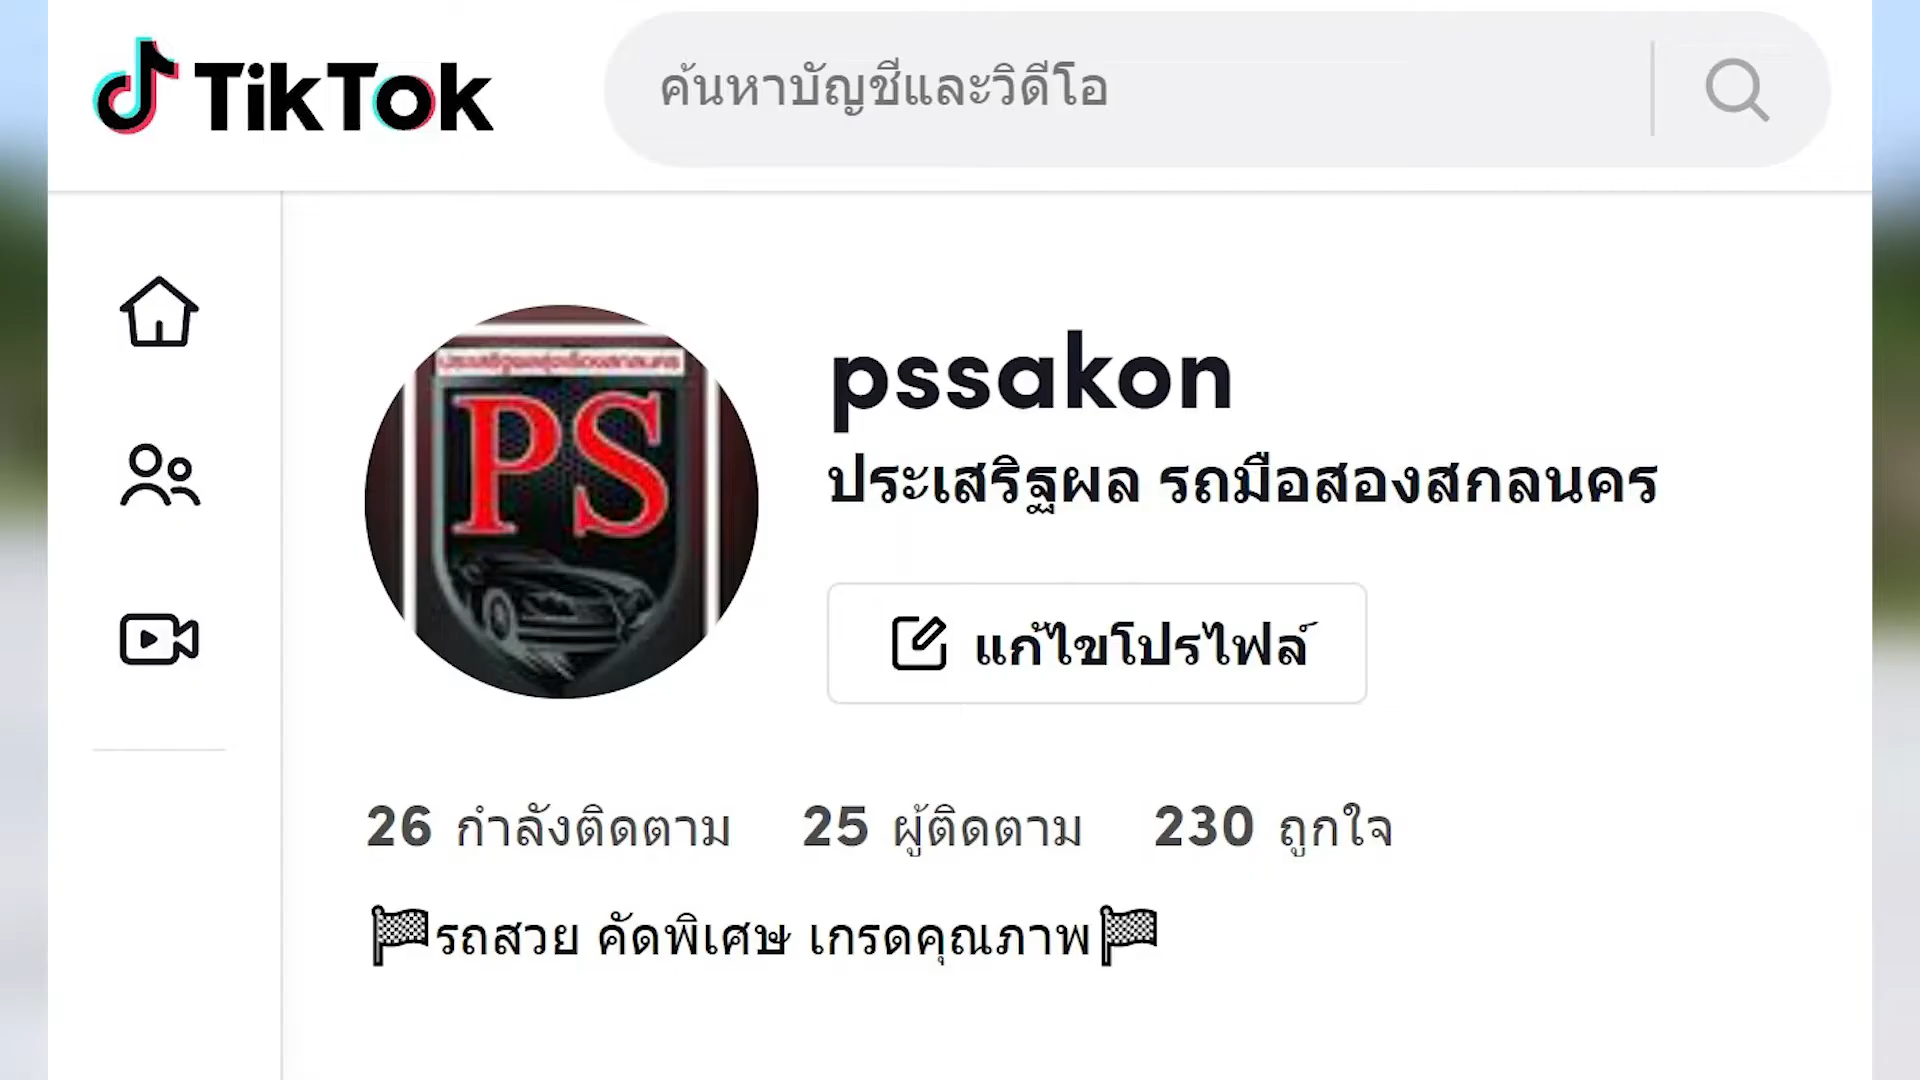 TikTok
ค้นหาบัญชีและวิดีโอ
PS
pssakon
ประเสริฐผล รถมือสองสกลนคร
แก้ไขโปรไฟล์
26 กำลังติดตาม 25 ผู้ติดตาม 230 ถูกใจ
🏁รถสวย คัดพิเศษ เกรดคุณภาพ🏁